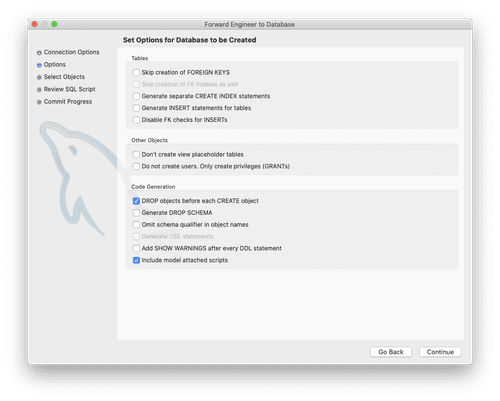 Forward Engineer to Database
Set Options for Database to be Created
Connection Options
Options
Select Objects
Review SQL Script
Commit Progress
Tables
Skip creation of FOREIGN KEYS
Skip creation of FK Indexes as well
Generate separate CREATE INDEX statements
Generate INSERT statements for tables
Disable FK checks for INSERTs
Other Objects
Don't create view placeholder tables
Do not create users. Only create privileges (GRANTs)
Code Generation
DROP objects before each CREATE object
Generate DROP SCHEMA
Omit schema qualifier in object names
Generate USE statements
Add SHOW WARNINGS after every DDL statement
Include model attached scripts
Go Back
Continue